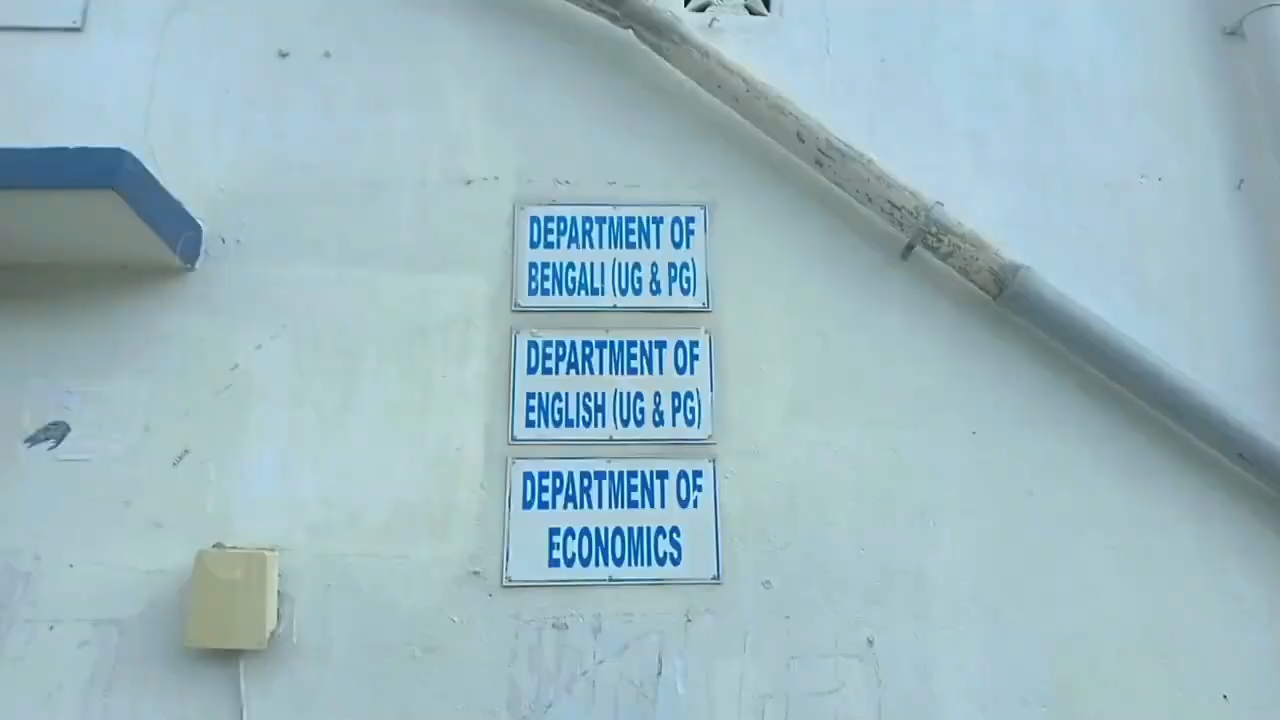 DEPARTMENT OF
BENGALI (UG & PG)
DEPARTMENT OF
ENGLISH (UG & PG)
DEPARTMENT OF
ECONOMICS